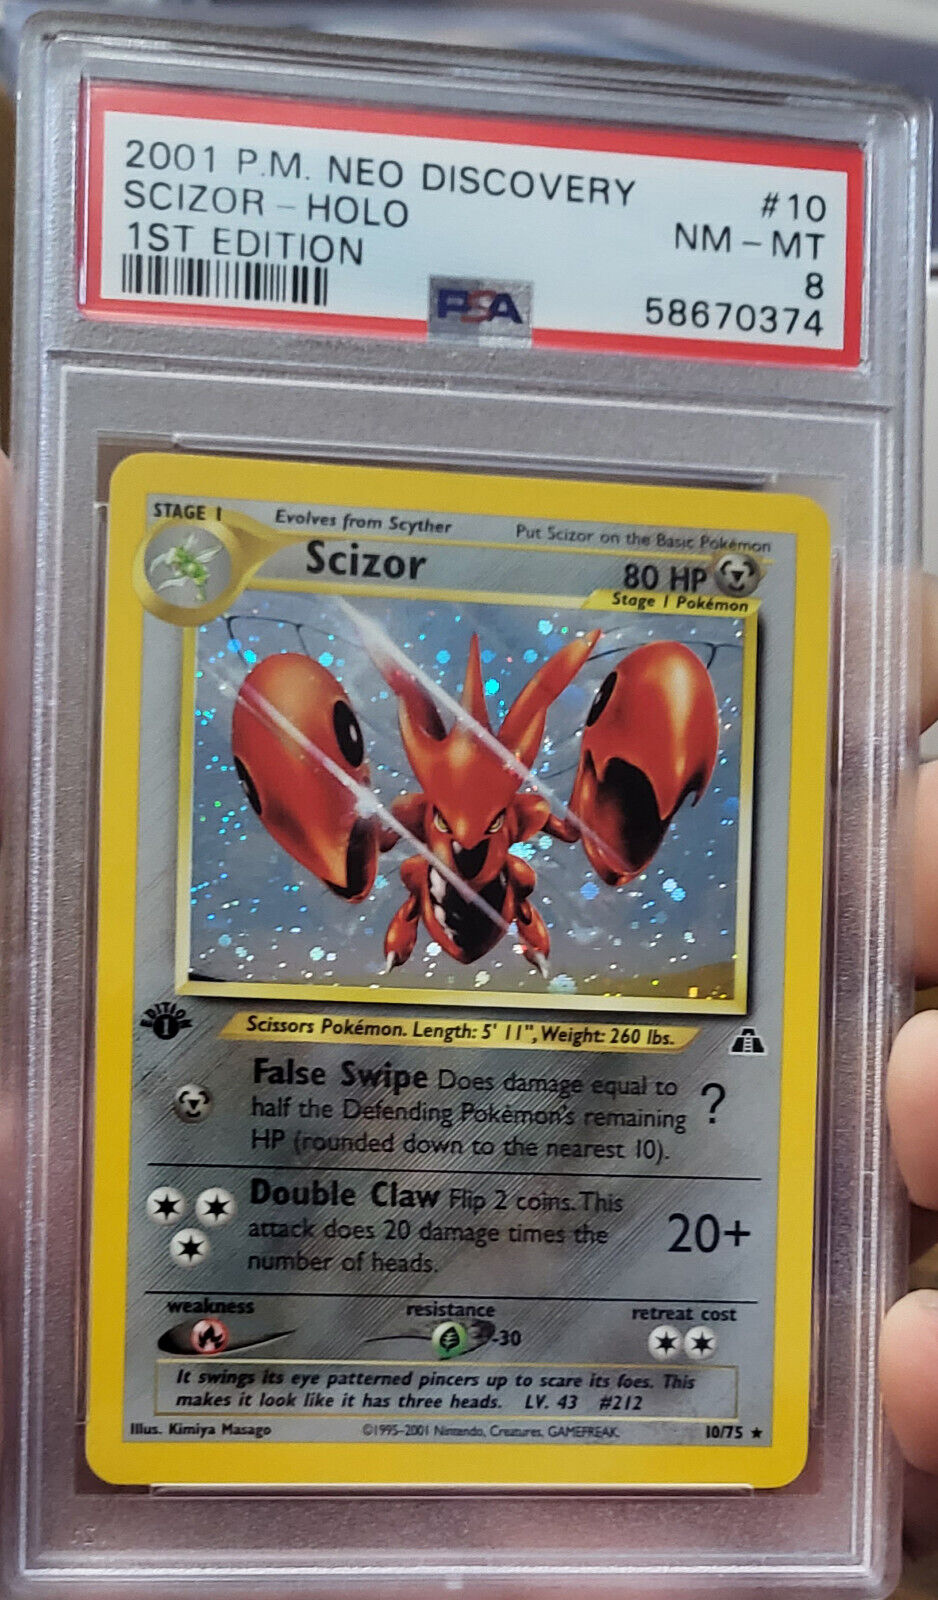 2001 P.M. NEO DISCOVERY #10
SCIZOR - HOLO NM - MT
1ST EDITION 8
PSA 58670374
STAGE 1 Evolves from Scyther Put Scizor on the Basic Pokémon
Scizor 80 HP
Stage 1 Pokémon
EDITION
1
Scissors Pokémon. Length: 5' 11", Weight: 260 lbs.
False Swipe Does damage equal to
half the Defending Pokémon's remaining
HP (rounded down to the nearest 10).
?
Double Claw Flip 2 coins. This
attack does 20 damage times the
number of heads.
20+
weakness resistance retreat cost
-30
It swings its eye patterned pincers up to scare its foes. This
makes it look like it has three heads. LV. 43 #212
Illus. Kimiya Masago ©1995-2001 Nintendo, Creatures, GAMEFREAK. 10/75 ★